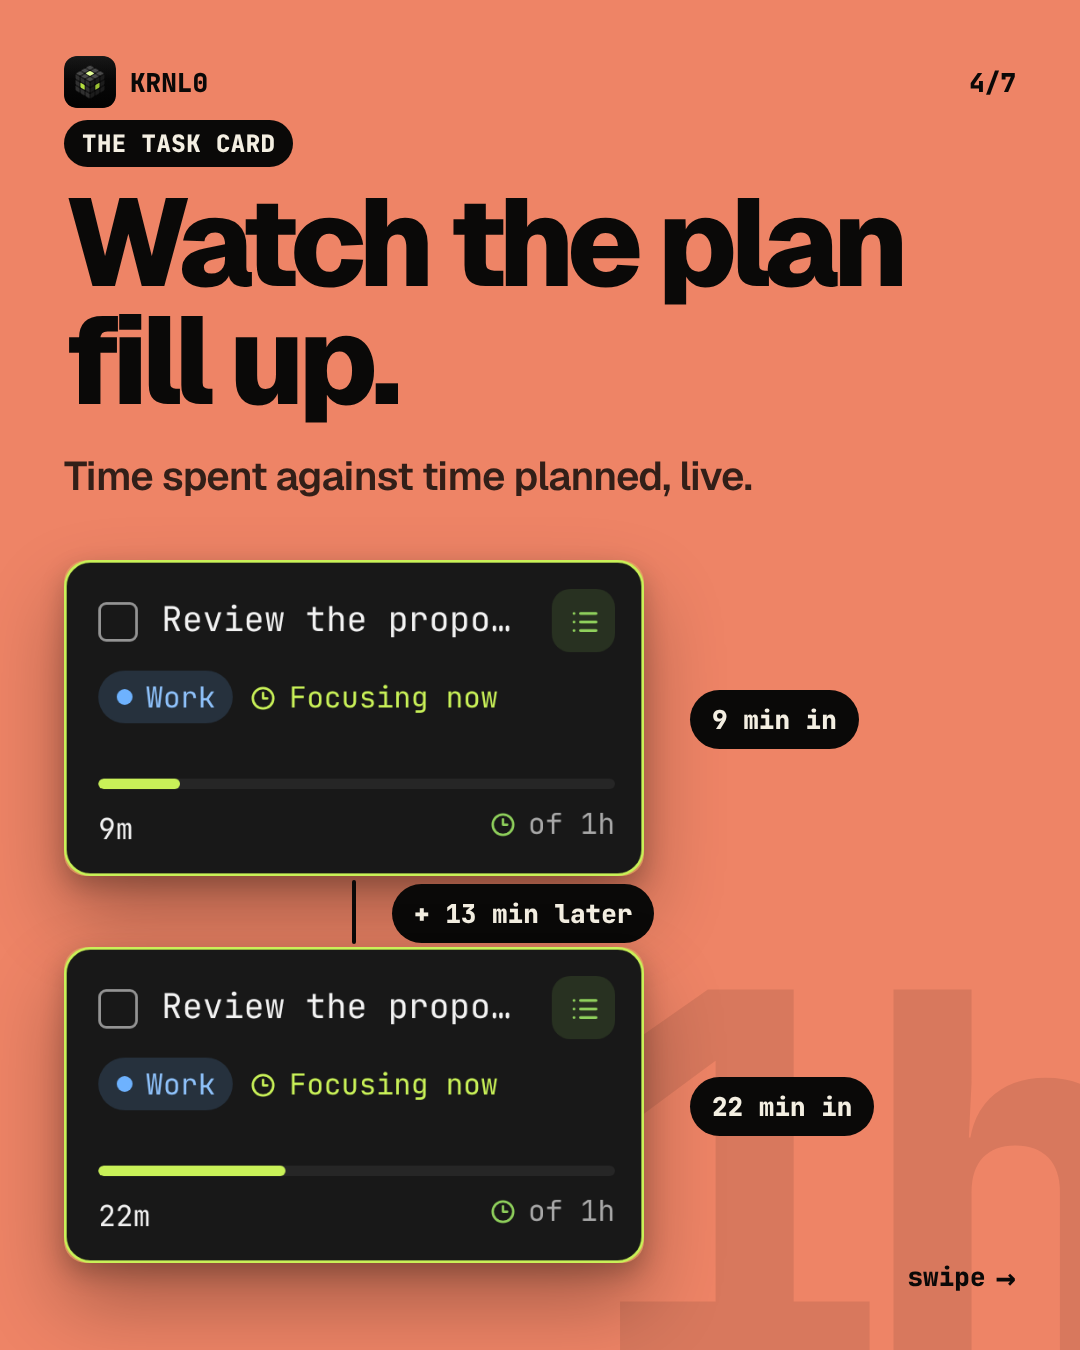 KRNL0
4/7
THE TASK CARD
Watch the plan
fill up.
Time spent against time planned, live.
Review the propo…
Work
Focusing now
9m
of 1h
9 min in
+ 13 min later
Review the propo…
Work
Focusing now
22m
of 1h
22 min in
1h
swipe →